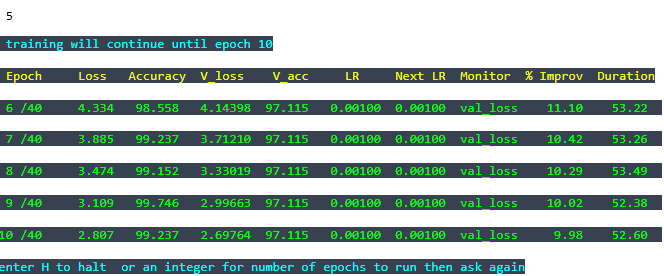 5
training will continue until epoch 10
Epoch Loss Accuracy V_loss V_acc LR Next LR Monitor % Improv Duration
6 /40 4.334 98.558 4.14398 97.115 0.00100 0.00100 val_loss 11.10 53.22
7 /40 3.885 99.237 3.71210 97.115 0.00100 0.00100 val_loss 10.42 53.26
8 /40 3.474 99.152 3.33019 97.115 0.00100 0.00100 val_loss 10.29 53.49
9 /40 3.109 99.746 2.99663 97.115 0.00100 0.00100 val_loss 10.02 52.38
10 /40 2.807 99.237 2.69764 97.115 0.00100 0.00100 val_loss 9.98 52.60
enter H to halt or an integer for number of epochs to run then ask again